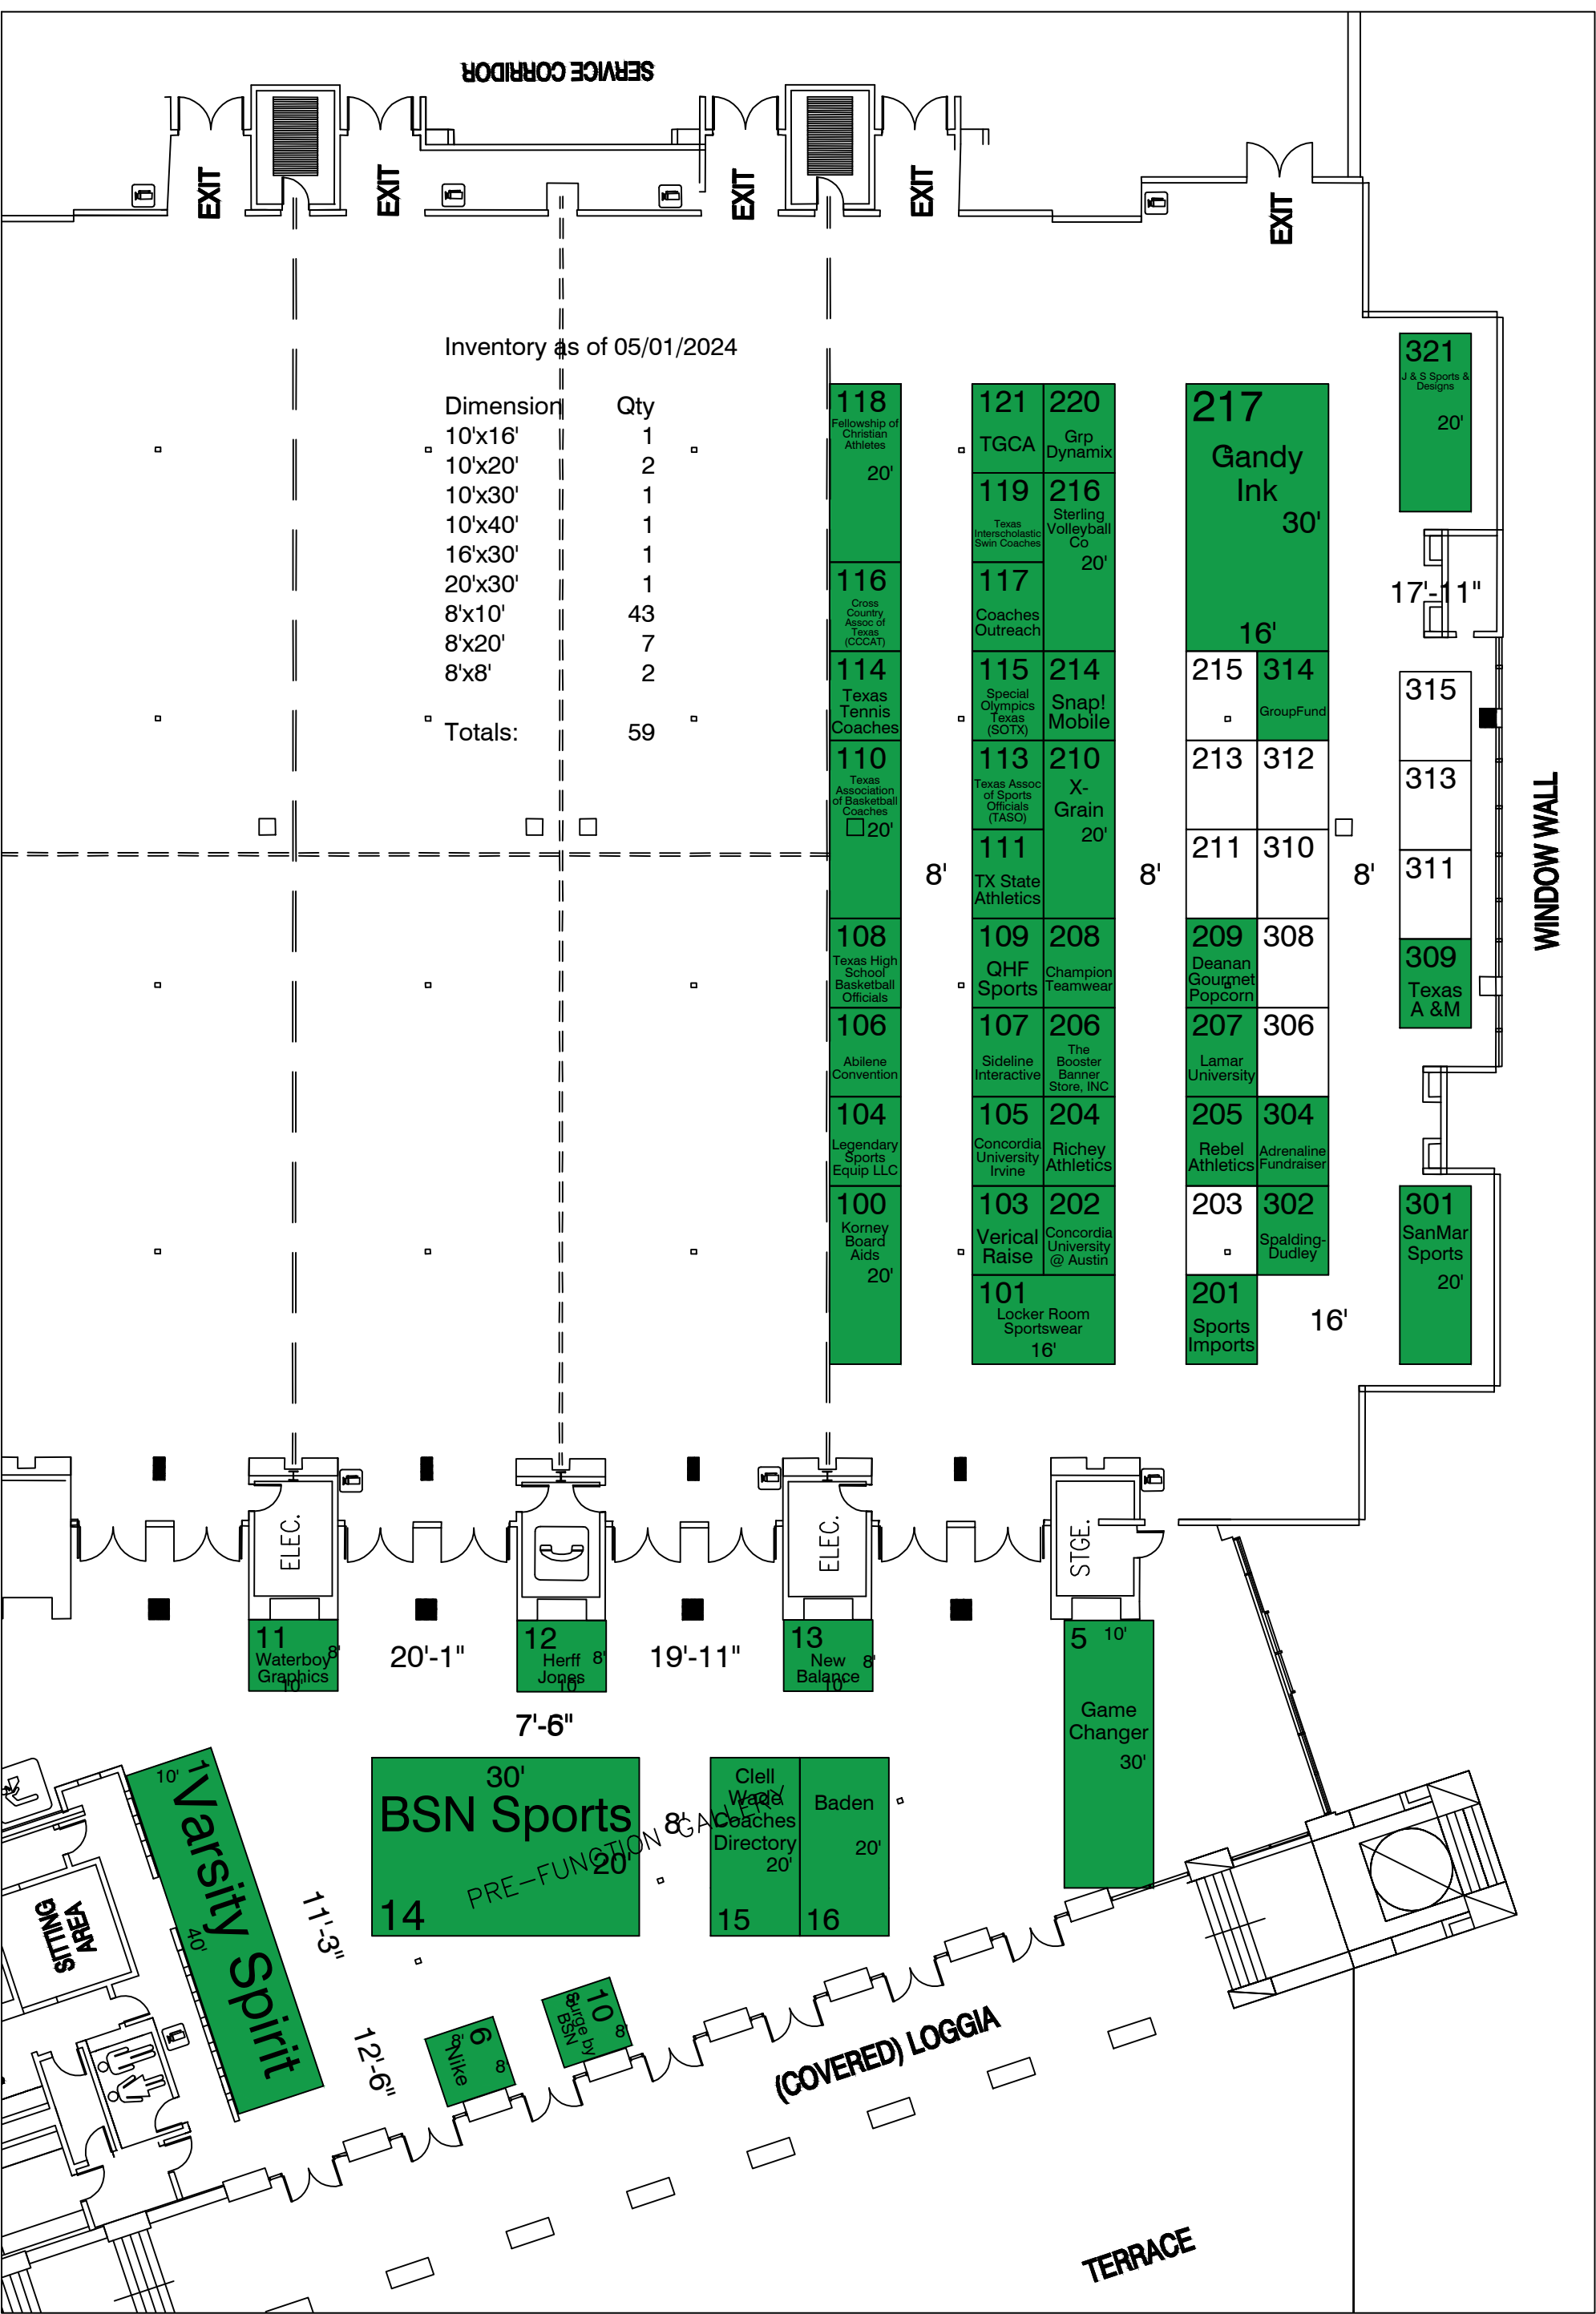 SERVICE CORRIDOR
EXIT
EXIT
EXIT
EXIT
EXIT
Inventory as of 05/01/2024
Dimension Qty
10'x16' 1
10'x20' 2
10'x30' 1
10'x40' 1
16'x30' 1
20'x30' 1
8'x10' 43
8'x20' 7
8'x8' 2
Totals: 59
118
Fellowship of
Christian
Athletes
20'
116
Cross
Country
Assoc of
Texas
(CCCAT)
114
Texas
Tennis
Coaches
110
Texas
Association
of Basketball
Coaches
20'
108
Texas High
School
Basketball
Officials
106
Abilene
Convention
104
Legendary
Sports
Equip LLC
100
Korney
Board
Aids
20'
8'
121
TGCA
119
Texas
Interscholastic
Swin Coaches
117
Coaches
Outreach
115
Special
Olympics
Texas
(SOTX)
113
Texas Assoc
of Sports
Officials
(TASO)
111
TX State
Athletics
109
QHF
Sports
107
Sideline
Interactive
105
Concordia
University
Irvine
103
Verical
Raise
101
Locker Room
Sportswear
16'
220
Grp
Dynamix
216
Sterling
Volleyball
Co
20'
214
Snap!
Mobile
210
X-
Grain
20'
208
Champion
Teamwear
206
The
Booster
Banner
Store, INC
204
Richey
Athletics
202
Concordia
University
@ Austin
8'
217
Gandy
Ink
30'
16'
215
213
211
209
Deanan
Gourmet
Popcorn
207
Lamar
University
205
Rebel
Athletics
203
201
Sports
Imports
314
GroupFund
312
310
308
306
304
Adrenaline
Fundraiser
302
Spalding-
Dudley
16'
8'
321
J & S Sports &
Designs
20'
17'-11"
315
313
311
309
Texas
A &M
301
SanMar
Sports
20'
WINDOW WALL
ELEC.
ELEC.
STGE.
11
Waterboy
Graphics
8'
10'
20'-1"
12
Herff
Jones
8'
10'
19'-11"
13
New
Balance
8'
10'
5
10'
Game
Changer
30'
7'-6"
1
10'
Varsity Spirit
40'
30'
BSN Sports
20'
14
8'
PRE-FUNCTION GALLERY
Clell
Wade
Coaches
Directory
20'
15
Baden
20'
16
SITTING
AREA
11'-3"
12'-6"
6
8'
Nike
8'
10
8'
Surge by
BSN
8'
(COVERED) LOGGIA
TERRACE